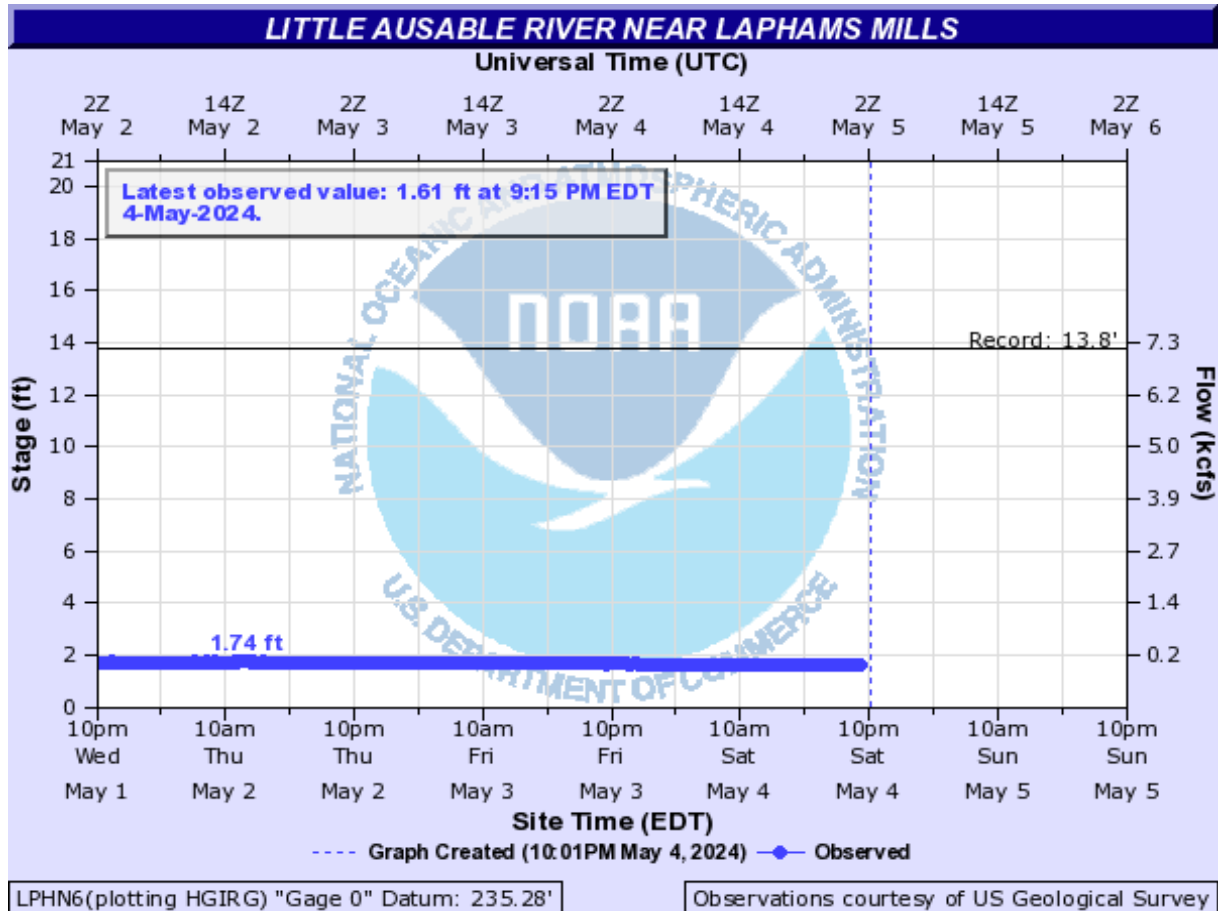 LITTLE AUSABLE RIVER NEAR LAPHAMS MILLS
Universal Time (UTC)
2Z 14Z 2Z 14Z 2Z 14Z 2Z 14Z 2Z
May 2 May 2 May 3 May 3 May 4 May 4 May 5 May 5 May 6
Latest observed value: 1.61 ft at 9:15 PM EDT
4-May-2024.
NATIONAL OCEANIC AND ATMOSPHERIC ADMINISTRATION
NOAA
U.S. DEPARTMENT OF COMMERCE
Stage (ft)
21
20
18
16
14
12
10
8
6
4
2
0
Record: 13.8'
1.74 ft
7.3
6.2
5.0
3.9
2.7
1.4
0.2
Flow (kcfs)
10pm 10am 10pm 10am 10pm 10am 10pm 10am 10pm
Wed Thu Thu Fri Fri Sat Sat Sun Sun
May 1 May 2 May 2 May 3 May 3 May 4 May 4 May 5 May 5
Site Time (EDT)
Graph Created (10:01PM May 4, 2024) Observed
LPHN6(plotting HGIRG) "Gage 0" Datum: 235.28'
Observations courtesy of US Geological Survey